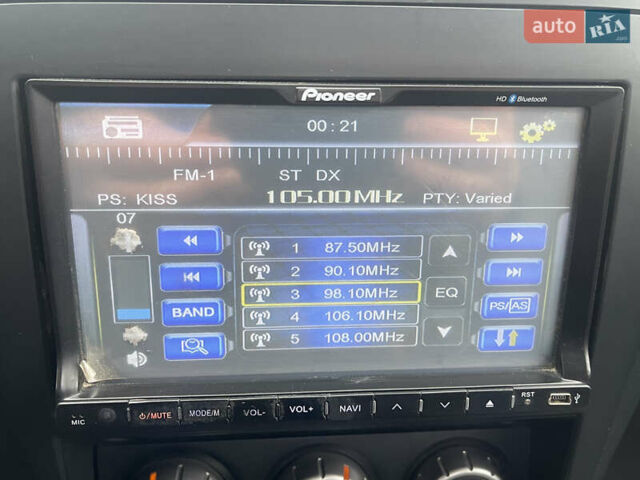 auto RIA.com
Pioneer
HD Bluetooth
00 : 21
FM-1 ST DX
PS: KISS 105.00MHz PTY: Varied
07
1 87.50MHz
2 90.10MHz
3 98.10MHz
4 106.10MHz
5 108.00MHz
BAND
EQ
PS/AS
MIC
/MUTE MODE/M VOL- VOL+ NAVI RST